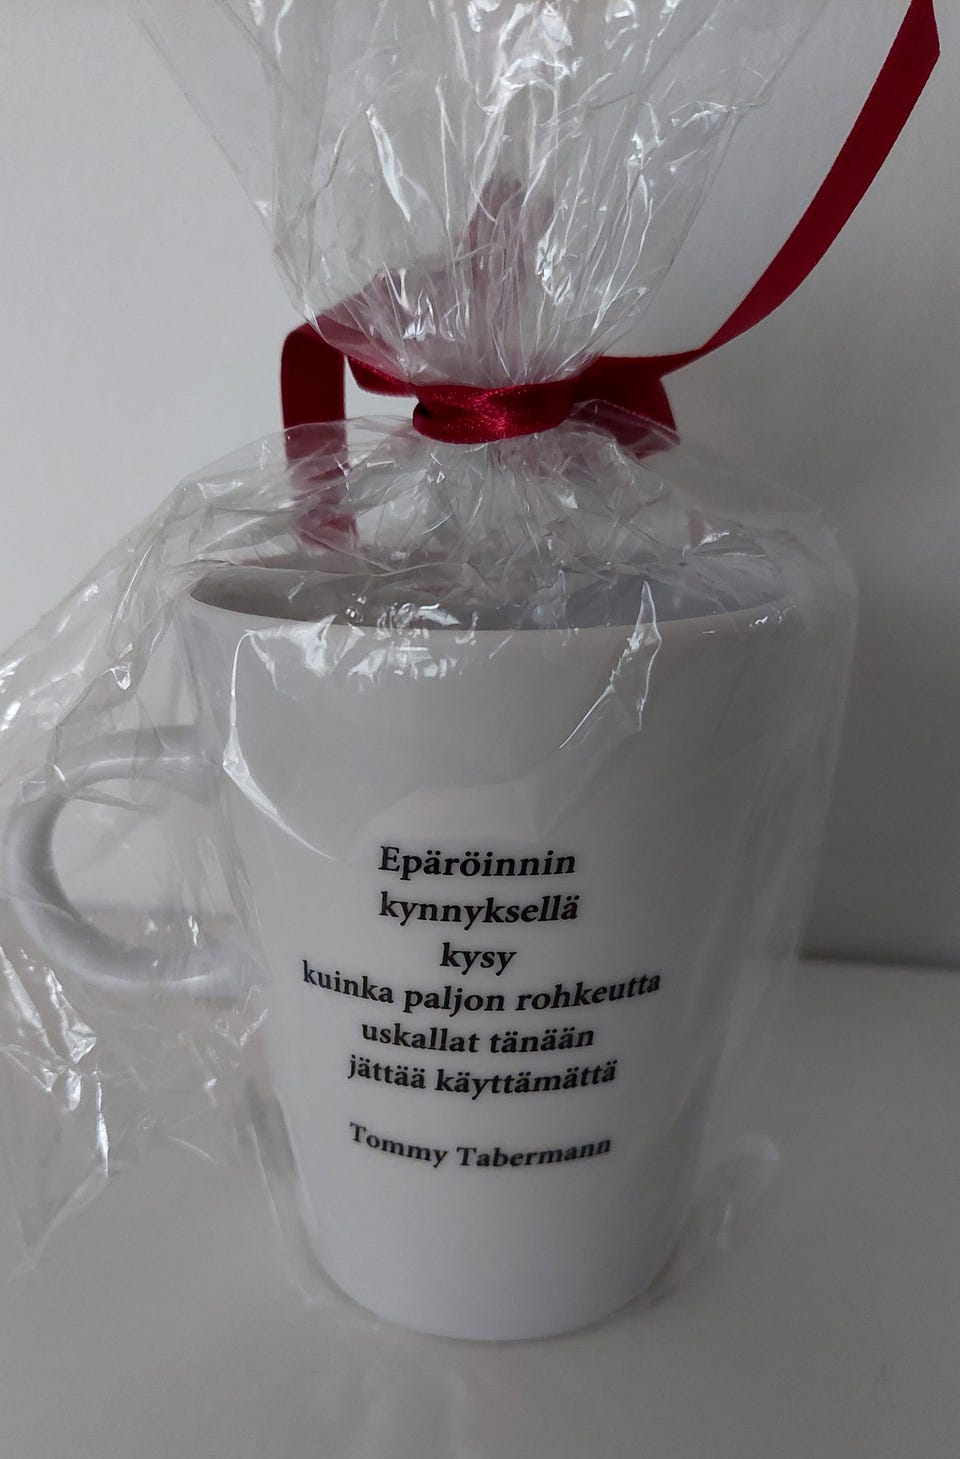 Epäröinnin
kynnyksellä
kysy
kuinka paljon rohkeutta
uskallat tänään
jättää käyttämättä
Tommy Tabermann